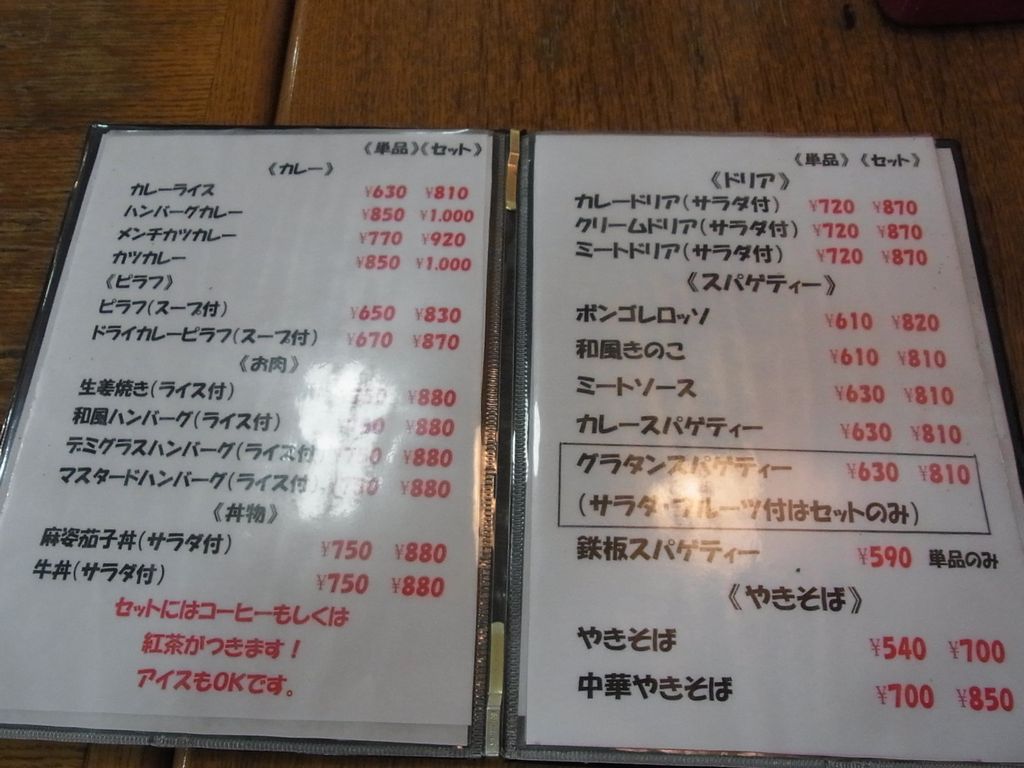 《単品》《セット》
《カレー》
カレーライス ¥630 ¥810
ハンバーグカレー ¥850 ¥1.000
メンチカツカレー ¥770 ¥920
カツカレー ¥850 ¥1.000
《ピラフ》
ピラフ(スープ付) ¥650 ¥830
ドライカレーピラフ(スープ付) ¥670 ¥870
《お肉》
生姜焼き(ライス付) ¥880
和風ハンバーグ(ライス付) ¥880
デミグラスハンバーグ(ライス付) ¥880
マスタードハンバーグ(ライス付) ¥880
《丼物》
麻婆茄子丼(サラダ付) ¥750 ¥880
牛丼(サラダ付) ¥750 ¥880
セットにはコーヒーもしくは
紅茶がつきます！
アイスもOKです。
《単品》《セット》
《ドリア》
カレードリア(サラダ付) ¥720 ¥870
クリームドリア(サラダ付) ¥720 ¥870
ミートドリア(サラダ付) ¥720 ¥870
《スパゲティー》
ボンゴレロッソ ¥610 ¥820
和風きのこ ¥610 ¥810
ミートソース ¥630 ¥810
カレースパゲティー ¥630 ¥810
グラタンスパゲティー ¥630 ¥810
(サラダ・フルーツ付はセットのみ)
鉄板スパゲティー ¥590 単品のみ
《やきそば》
やきそば ¥540 ¥700
中華やきそば ¥700 ¥850